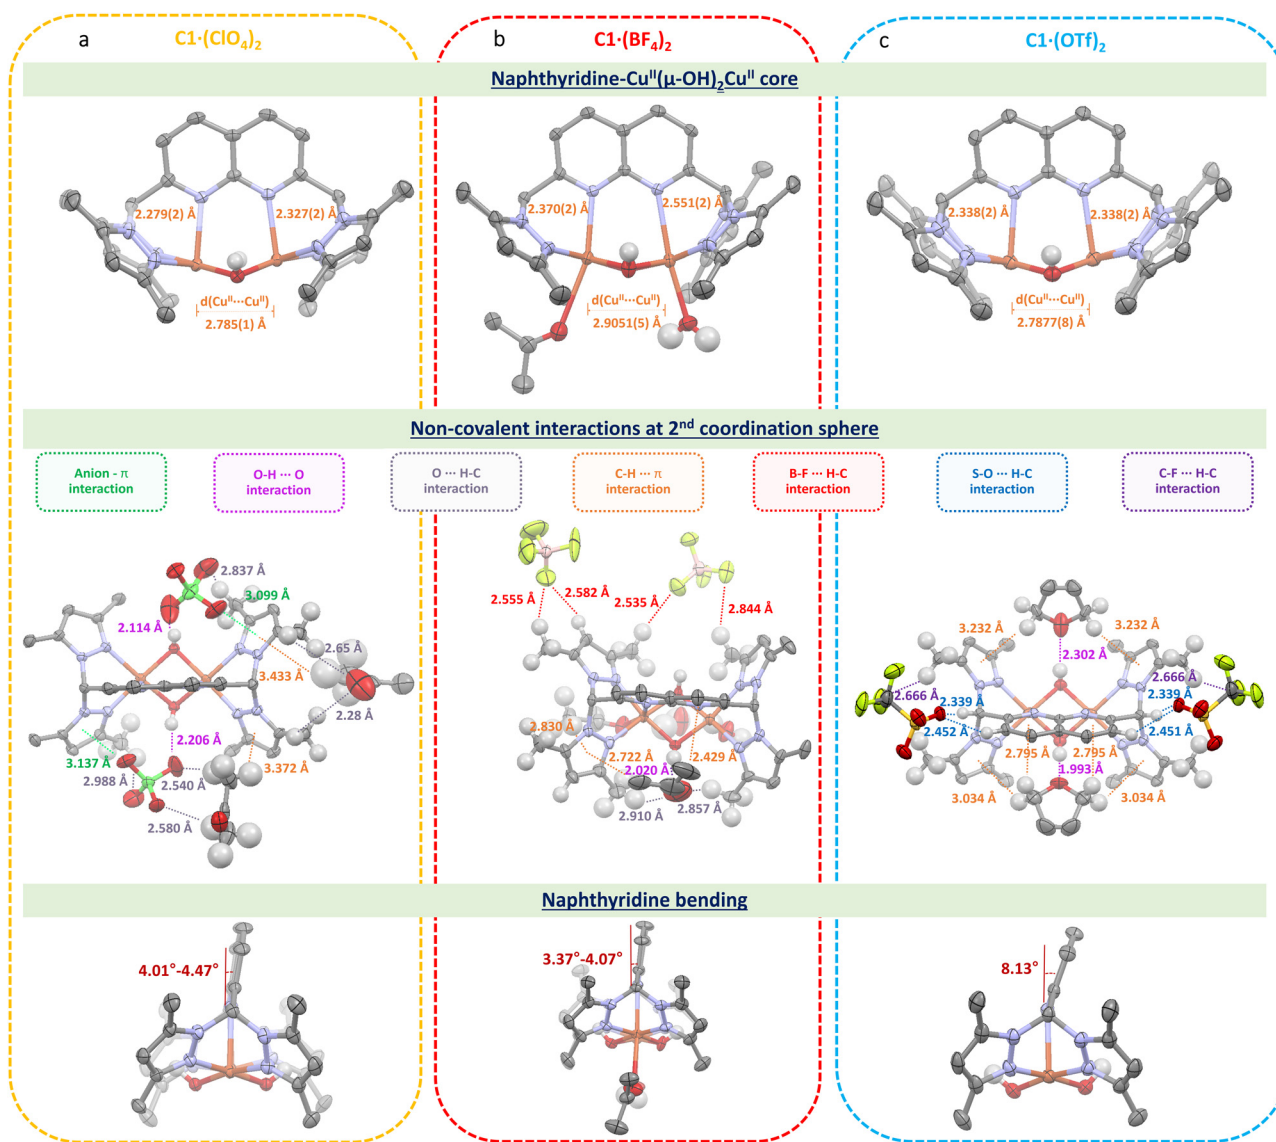 a
C1·(ClO₄)₂
b
C1·(BF₄)₂
c
C1·(OTf)₂
Naphthyridine-Cuᴵᴵ(μ-OH)₂Cuᴵᴵ core
2.279(2) Å
2.327(2) Å
d(Cuᴵᴵ···Cuᴵᴵ)
2.785(1) Å
2.370(2) Å
2.551(2) Å
d(Cuᴵᴵ···Cuᴵᴵ)
2.9051(5) Å
2.338(2) Å
2.338(2) Å
d(Cuᴵᴵ···Cuᴵᴵ)
2.7877(8) Å
Non-covalent interactions at 2ⁿᵈ coordination sphere
Anion - π
interaction
O-H ··· O
interaction
O ··· H-C
interaction
C-H ··· π
interaction
B-F ··· H-C
interaction
S-O ··· H-C
interaction
C-F ··· H-C
interaction
2.837 Å
3.099 Å
2.114 Å
2.65 Å
3.433 Å
2.28 Å
2.206 Å
3.137 Å
2.988 Å
2.540 Å
3.372 Å
2.580 Å
2.555 Å
2.582 Å
2.535 Å
2.844 Å
2.830 Å
2.722 Å
2.429 Å
2.020 Å
2.910 Å
2.857 Å
3.232 Å
3.232 Å
2.302 Å
2.666 Å
2.666 Å
2.339 Å
2.339 Å
2.452 Å
2.451 Å
2.795 Å
2.795 Å
1.993 Å
3.034 Å
3.034 Å
Naphthyridine bending
4.01°-4.47°
3.37°-4.07°
8.13°